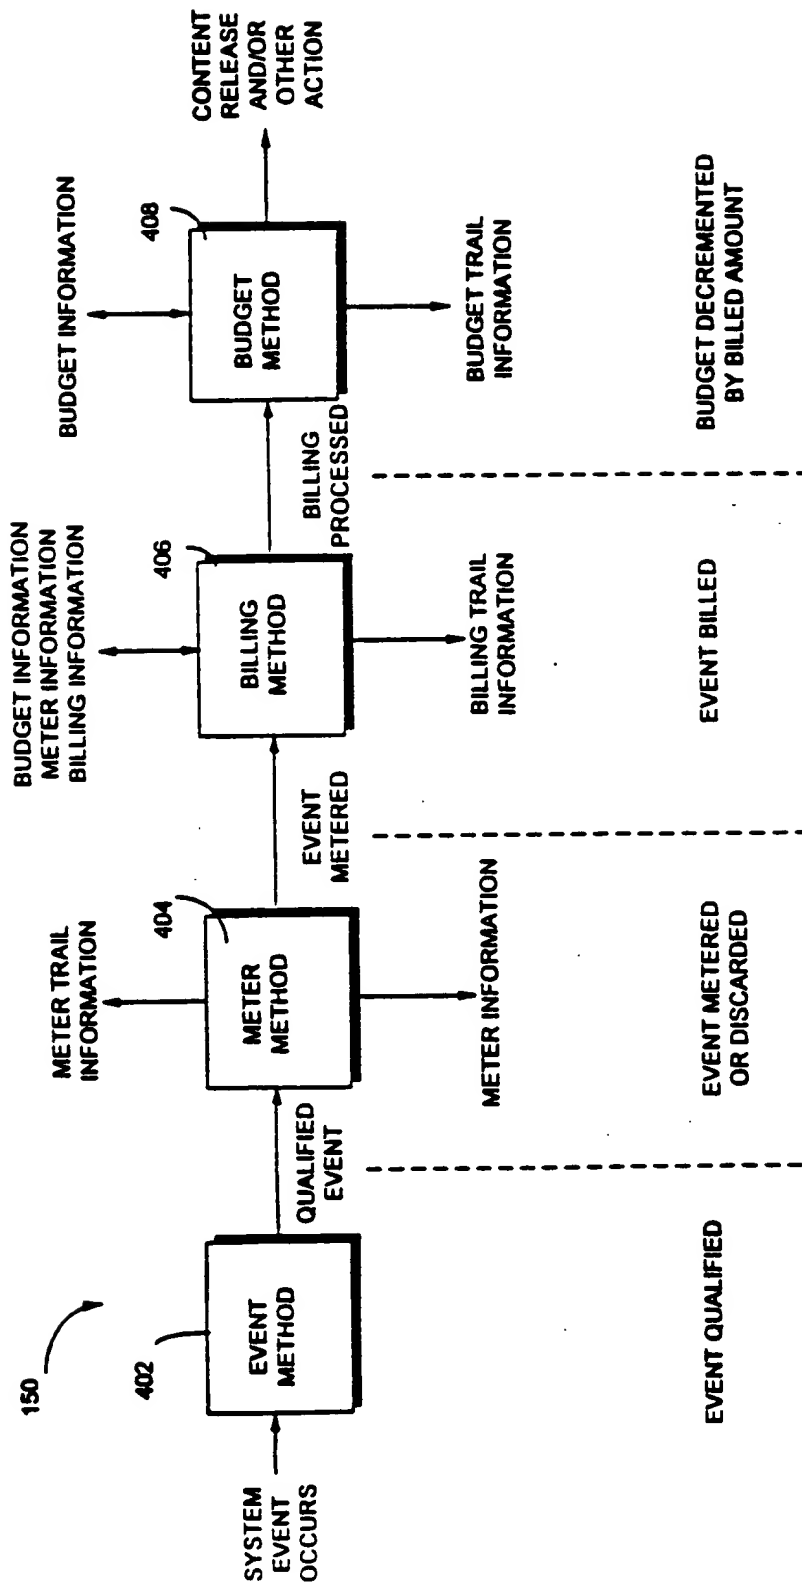 150
SYSTEM
EVENT
OCCURS
402
EVENT
METHOD
QUALIFIED
EVENT
METER TRAIL
INFORMATION
404
METER
METHOD
METER INFORMATION
EVENT
METERED
BUDGET INFORMATION
METER INFORMATION
BILLING INFORMATION
406
BILLING
METHOD
BILLING TRAIL
INFORMATION
BILLING
PROCESSED
BUDGET INFORMATION
408
BUDGET
METHOD
BUDGET TRAIL
INFORMATION
CONTENT
RELEASE
AND/OR
OTHER
ACTION
EVENT QUALIFIED
EVENT METERED
OR DISCARDED
EVENT BILLED
BUDGET DECREMENTED
BY BILLED AMOUNT